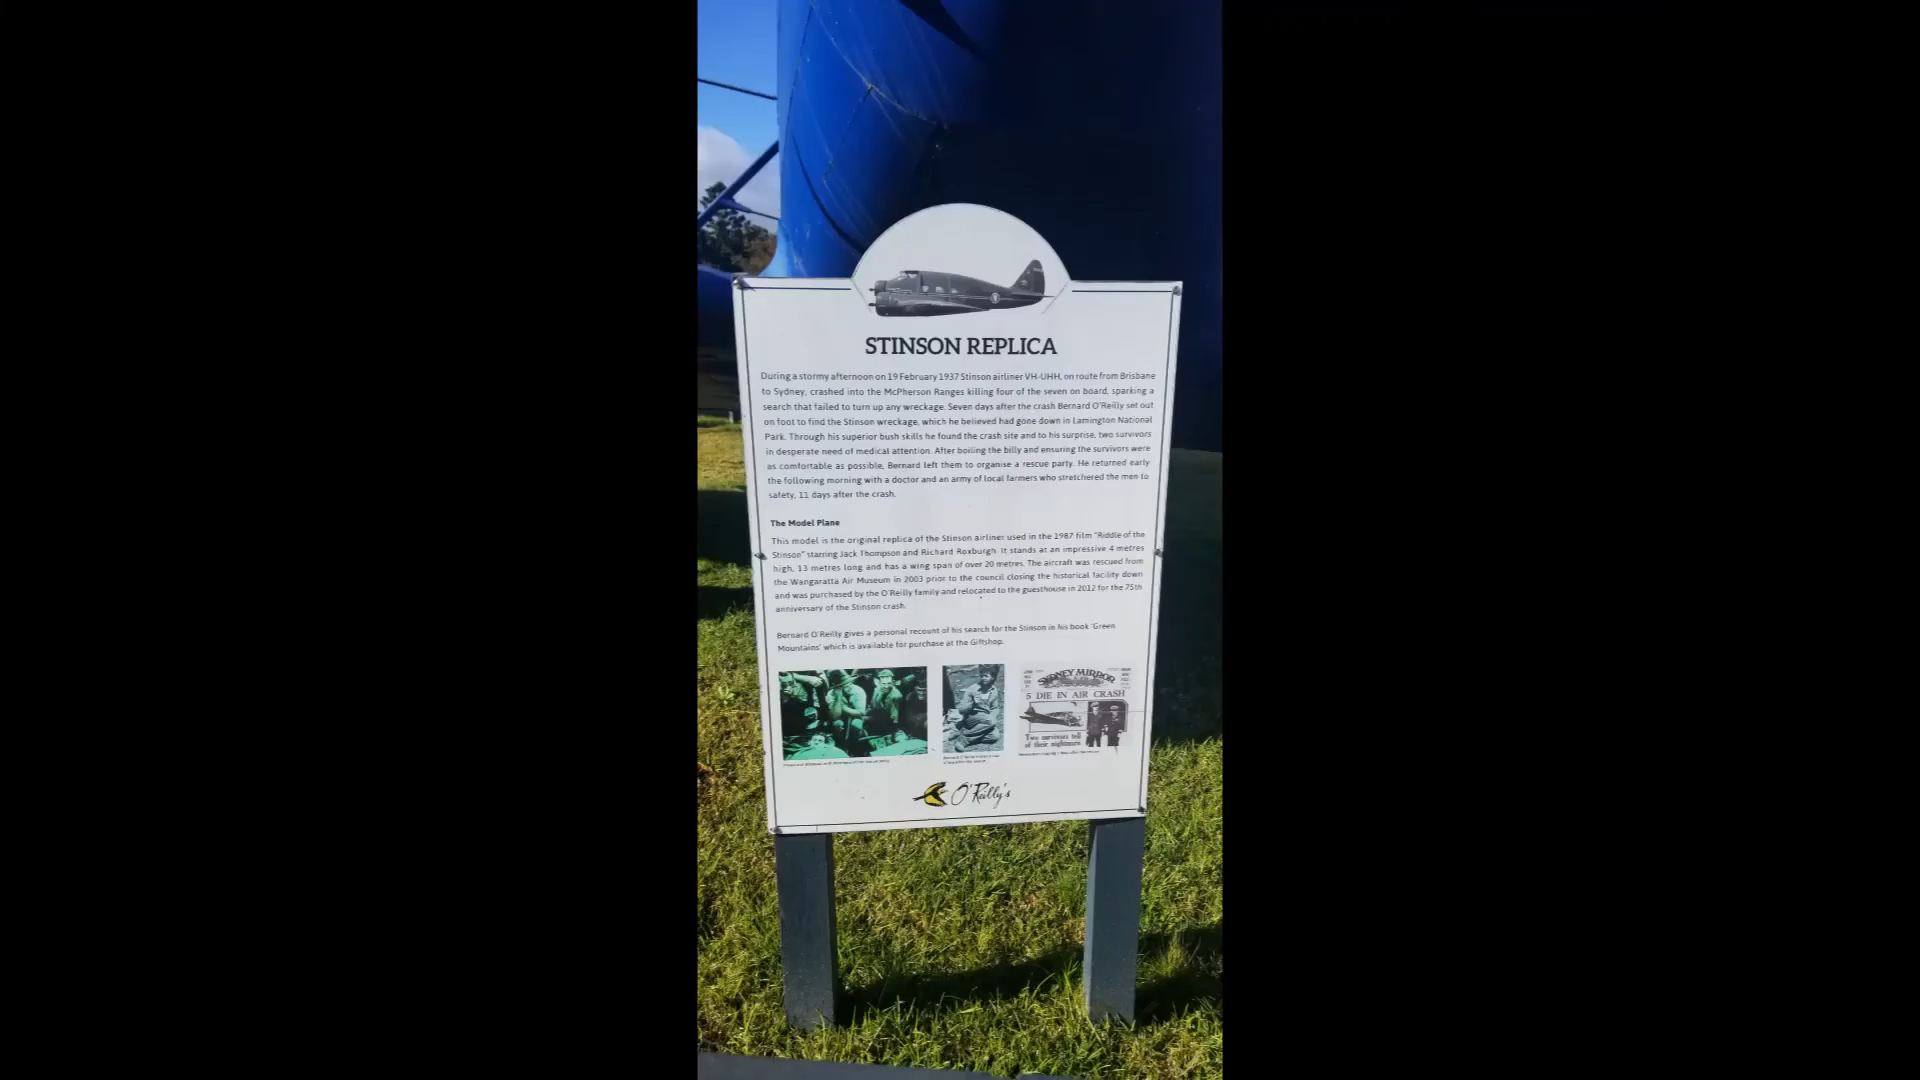 STINSON REPLICA
During a stormy afternoon on 19 February 1937 Stinson airliner VH-UHH, on route from Brisbane
to Sydney, crashed into the McPherson Ranges killing four of the seven on board, sparking a
search that failed to turn up any wreckage. Seven days after the crash Bernard O'Reilly set out
on foot to find the Stinson wreckage, which he believed had gone down in Lamington National
Park. Through his superior bush skills he found the crash site and to his surprise, two survivors
in desperate need of medical attention. After boiling the billy and ensuring the survivors were
as comfortable as possible, Bernard left them to organise a rescue party. He returned early
the following morning with a doctor and an army of local farmers who stretchered the men to
safety, 11 days after the crash.
The Model Plane
This model is the original replica of the Stinson airliner used in the 1987 film "Riddle of the
Stinson" starring Jack Thompson and Richard Roxburgh. It stands at an impressive 4 metres
high, 13 metres long and has a wing span of over 20 metres. The aircraft was rescued from
the Wangaratta Air Museum in 2003 prior to the council closing the historical facility down
and was purchased by the O'Reilly family and relocated to the guesthouse in 2012 for the 75th
anniversary of the Stinson crash.
Bernard O'Reilly gives a personal recount of his search for the Stinson in his book 'Green
Mountains' which is available for purchase at the Giftshop.
SYDNEY MIRROR
5 DIE IN AIR CRASH
Two survivors tell
of their nightmare
O'Reilly's